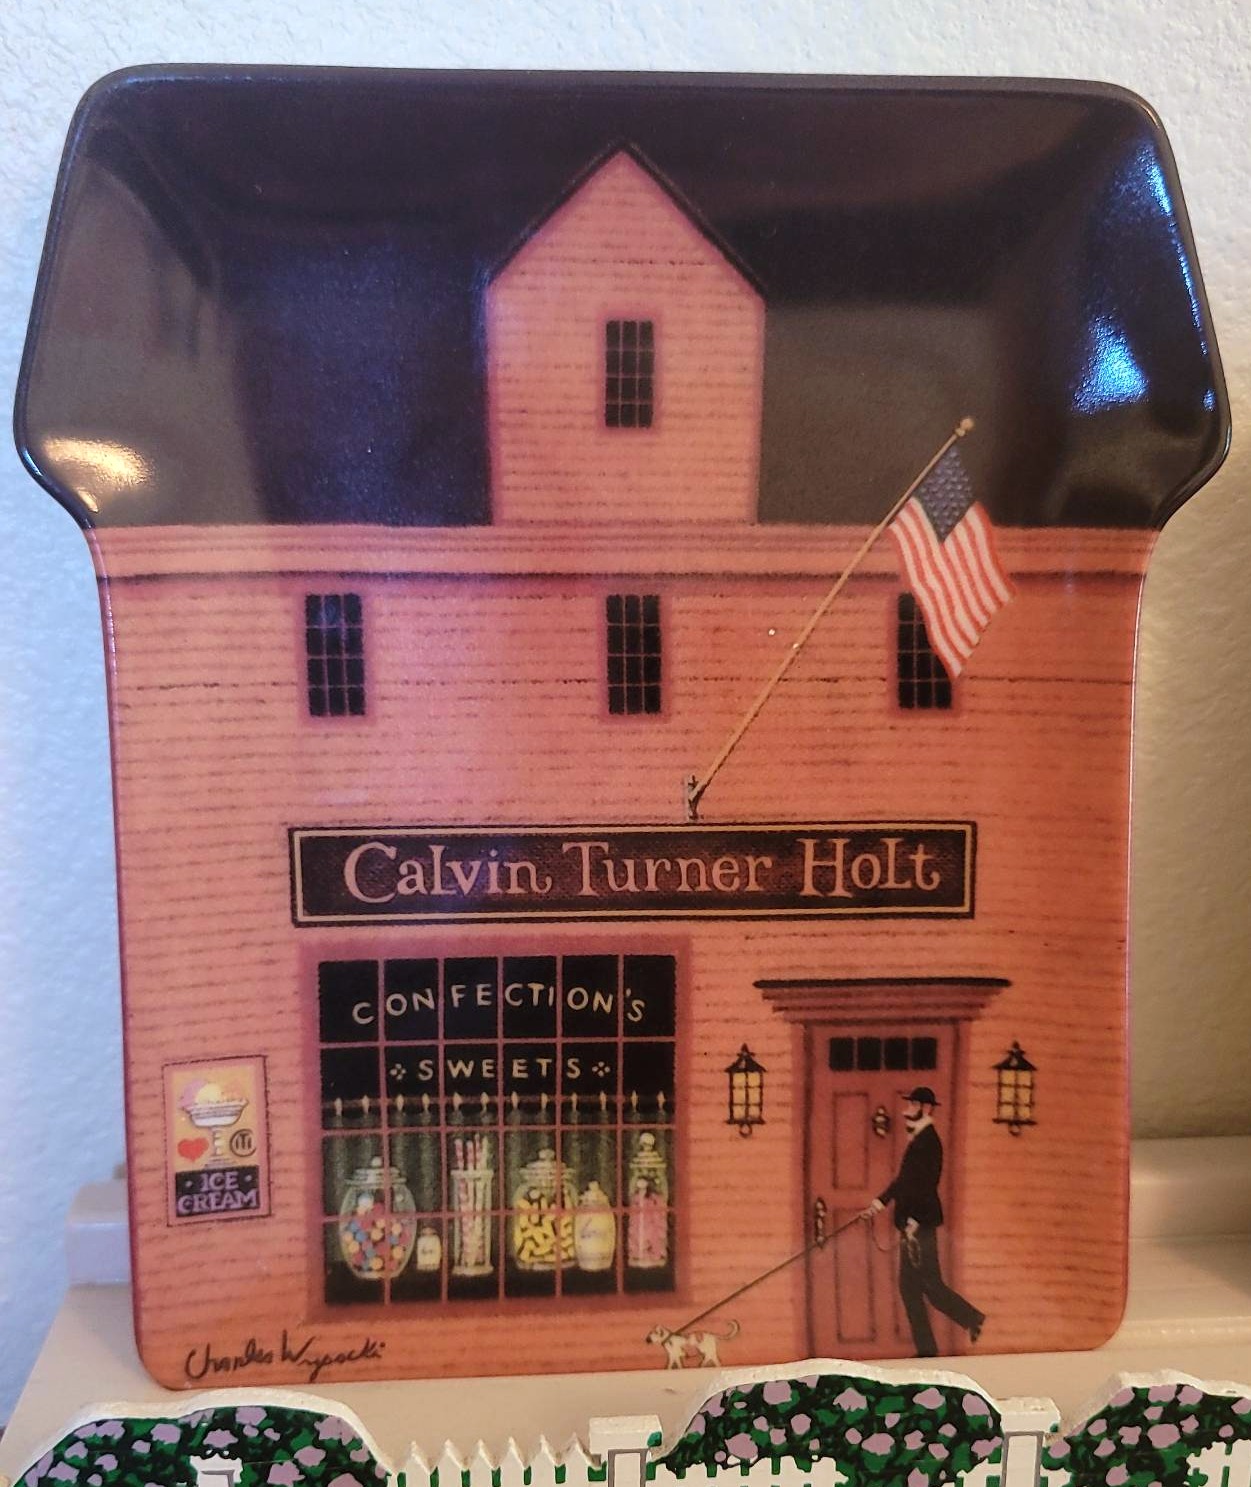 Calvin Turner Holt
CONFECTION'S
SWEETS
ICE
CREAM
Charles Wysocki